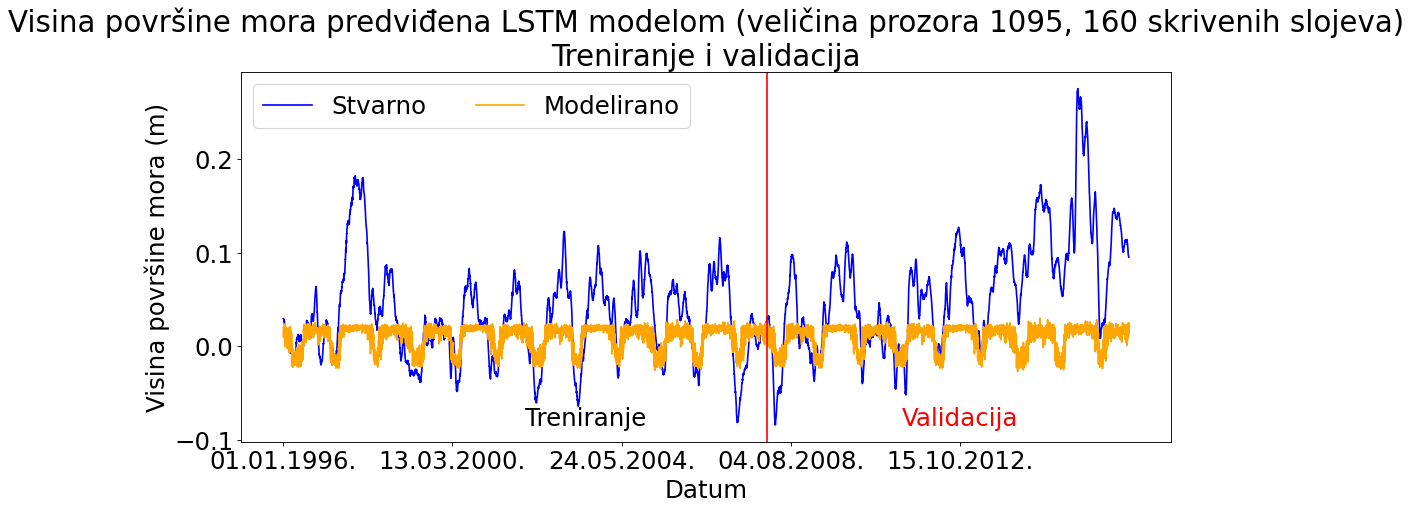 Visina površine mora predviđena LSTM modelom (veličina prozora 1095, 160 skrivenih slojeva)
Treniranje i validacija
Stvarno
Modelirano
Visina površine mora (m)
0.2
0.1
0.0
−0.1
Treniranje
Validacija
01.01.1996.
13.03.2000.
24.05.2004.
04.08.2008.
15.10.2012.
Datum